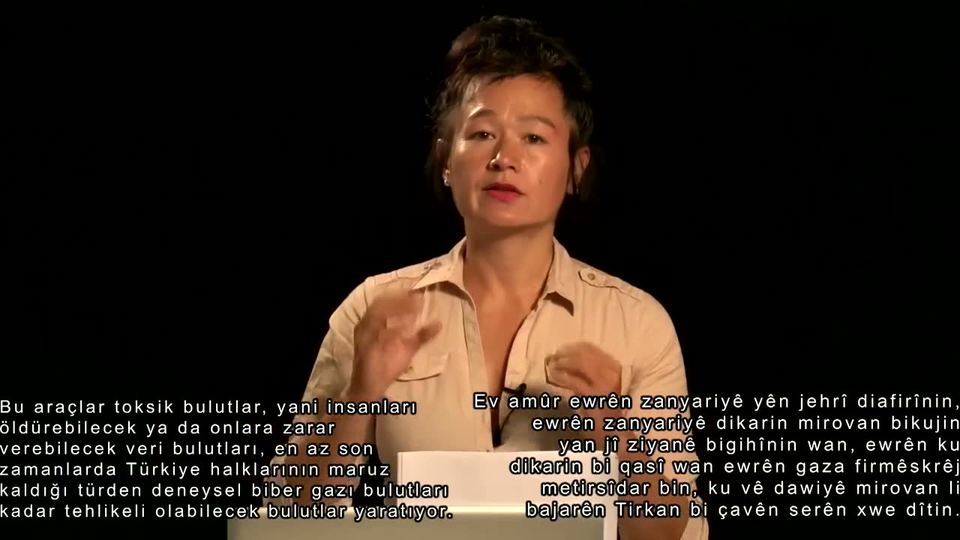 Bu araçlar toksik bulutlar, yani insanları
öldürebilecek ya da onlara zarar
verebilecek veri bulutları, en az son
zamanlarda Türkiye halklarının maruz
kaldığı türden deneysel biber gazı bulutları
kadar tehlikeli olabilecek bulutlar yaratıyor.
Ev amûr ewrên zanyariyê yên jehrî diafirînin,
ewrên zanyariyê dikarin mirovan bikujin
yan jî ziyanê bigihînin wan, ewrên ku
dikarin bi qasî wan ewrên gaza firmêskrêj
metirsîdar bin, ku vê dawiyê mirovan li
bajarên Tirkan bi çavên serên xwe dîtin.